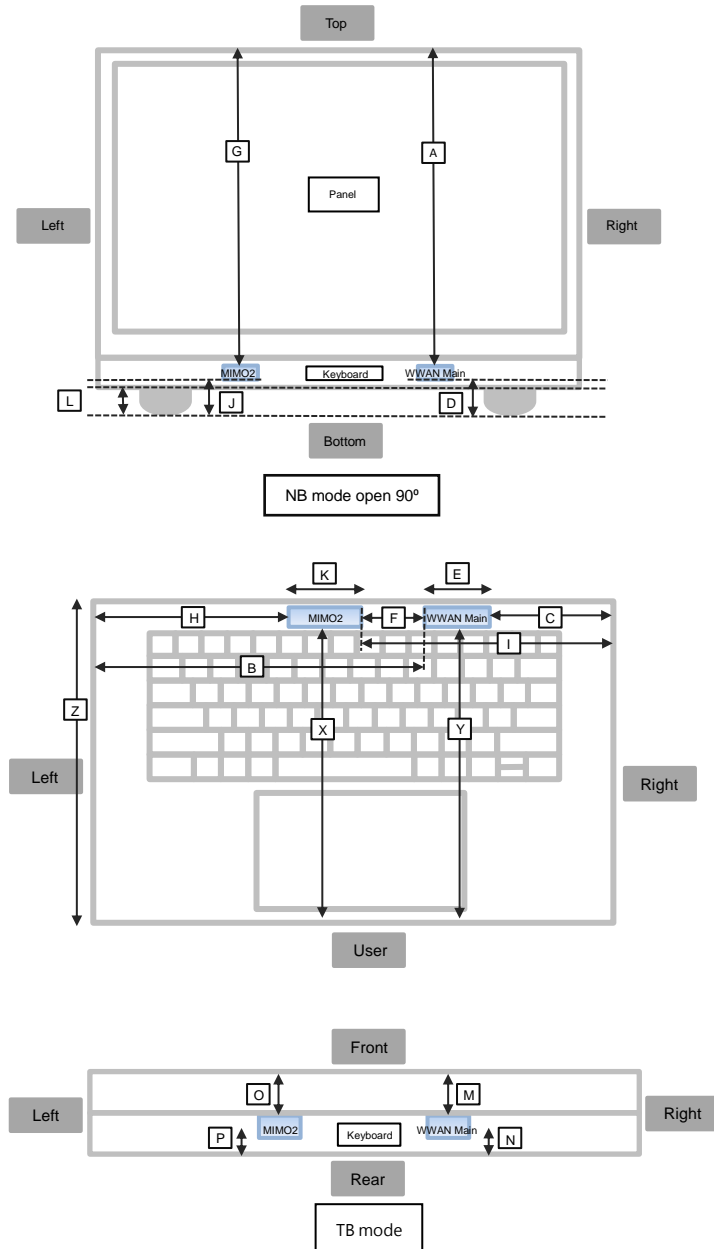 Top
G
A
Panel
Left
Right
MIMO2
Keyboard
WWAN Main
L
J
D
Bottom
NB mode open 90º
K
E
H
MIMO2
F
WWAN Main
C
I
B
Z
X
Y
Left
Right
User
Front
O
M
Left
Right
MIMO2
Keyboard
WWAN Main
P
N
Rear
TB mode